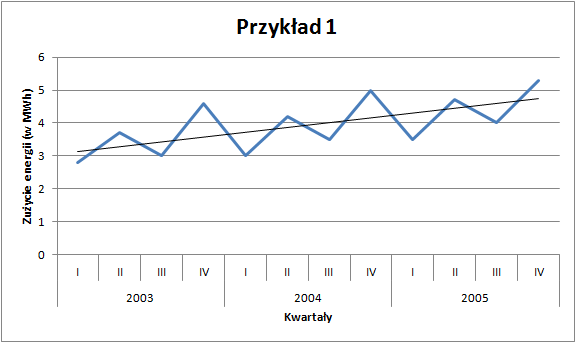 Przykład 1
Zużycie energii (w MWh)
6
5
4
3
2
1
0
I II III IV I II III IV I II III IV
2003 2004 2005
Kwartały